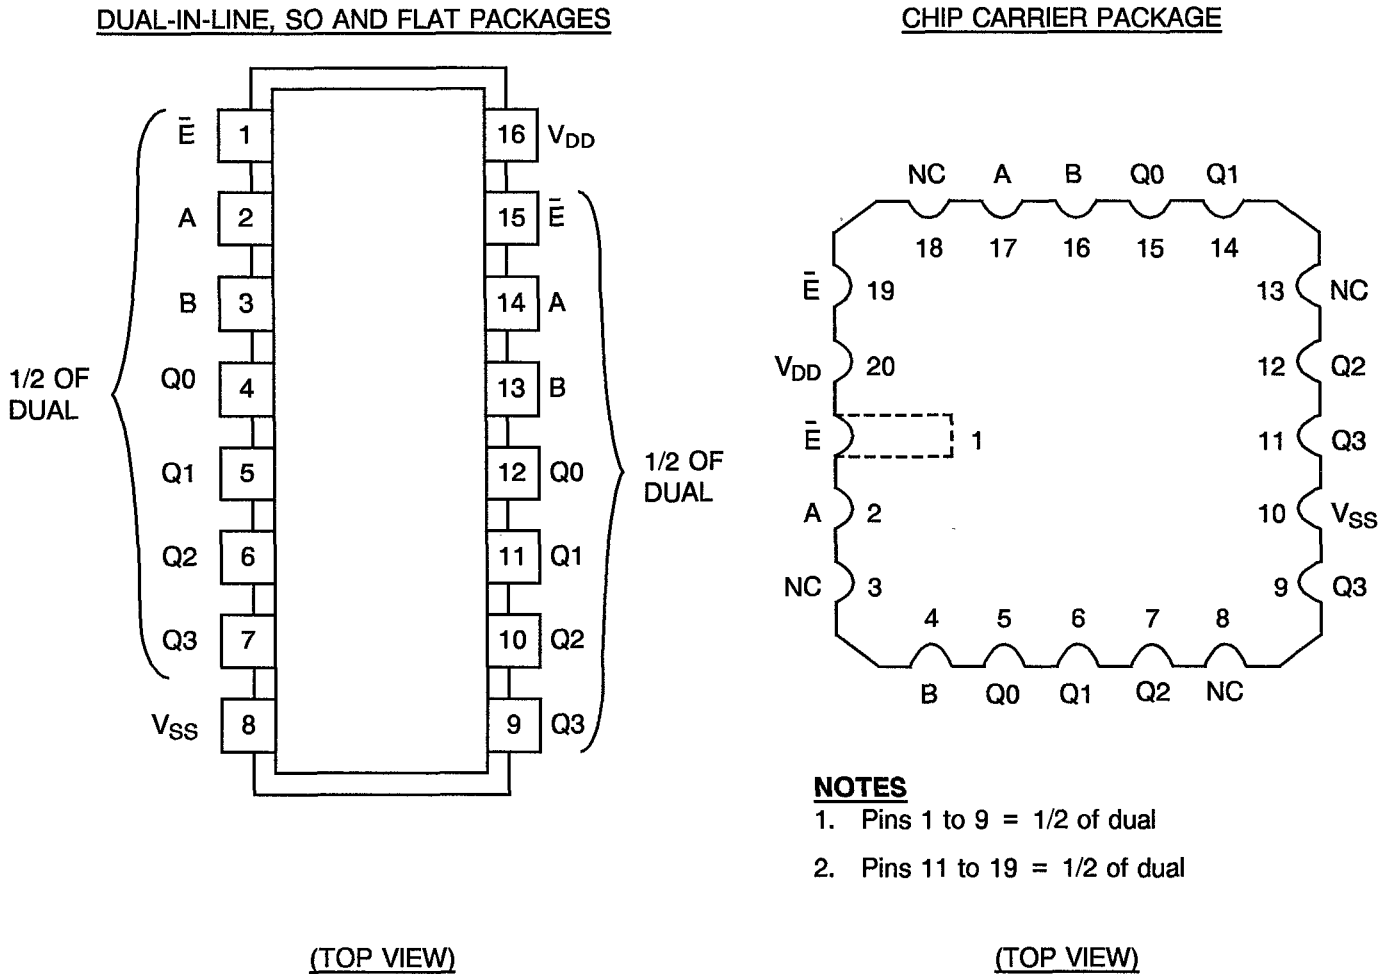 DUAL-IN-LINE, SO AND FLAT PACKAGES
1/2 OF
DUAL
E̅ 1 16 VDD
A 2 15 E̅
B 3 14 A
Q0 4 13 B
Q1 5 12 Q0
Q2 6 11 Q1
Q3 7 10 Q2
VSS 8 9 Q3
1/2 OF
DUAL
(TOP VIEW)
CHIP CARRIER PACKAGE
NC A B Q0 Q1
18 17 16 15 14
E̅ 19 13 NC
VDD 20 12 Q2
E̅ 1 11 Q3
A 2 10 VSS
NC 3 9 Q3
4 5 6 7 8
B Q0 Q1 Q2 NC
NOTES
1. Pins 1 to 9 = 1/2 of dual
2. Pins 11 to 19 = 1/2 of dual
(TOP VIEW)